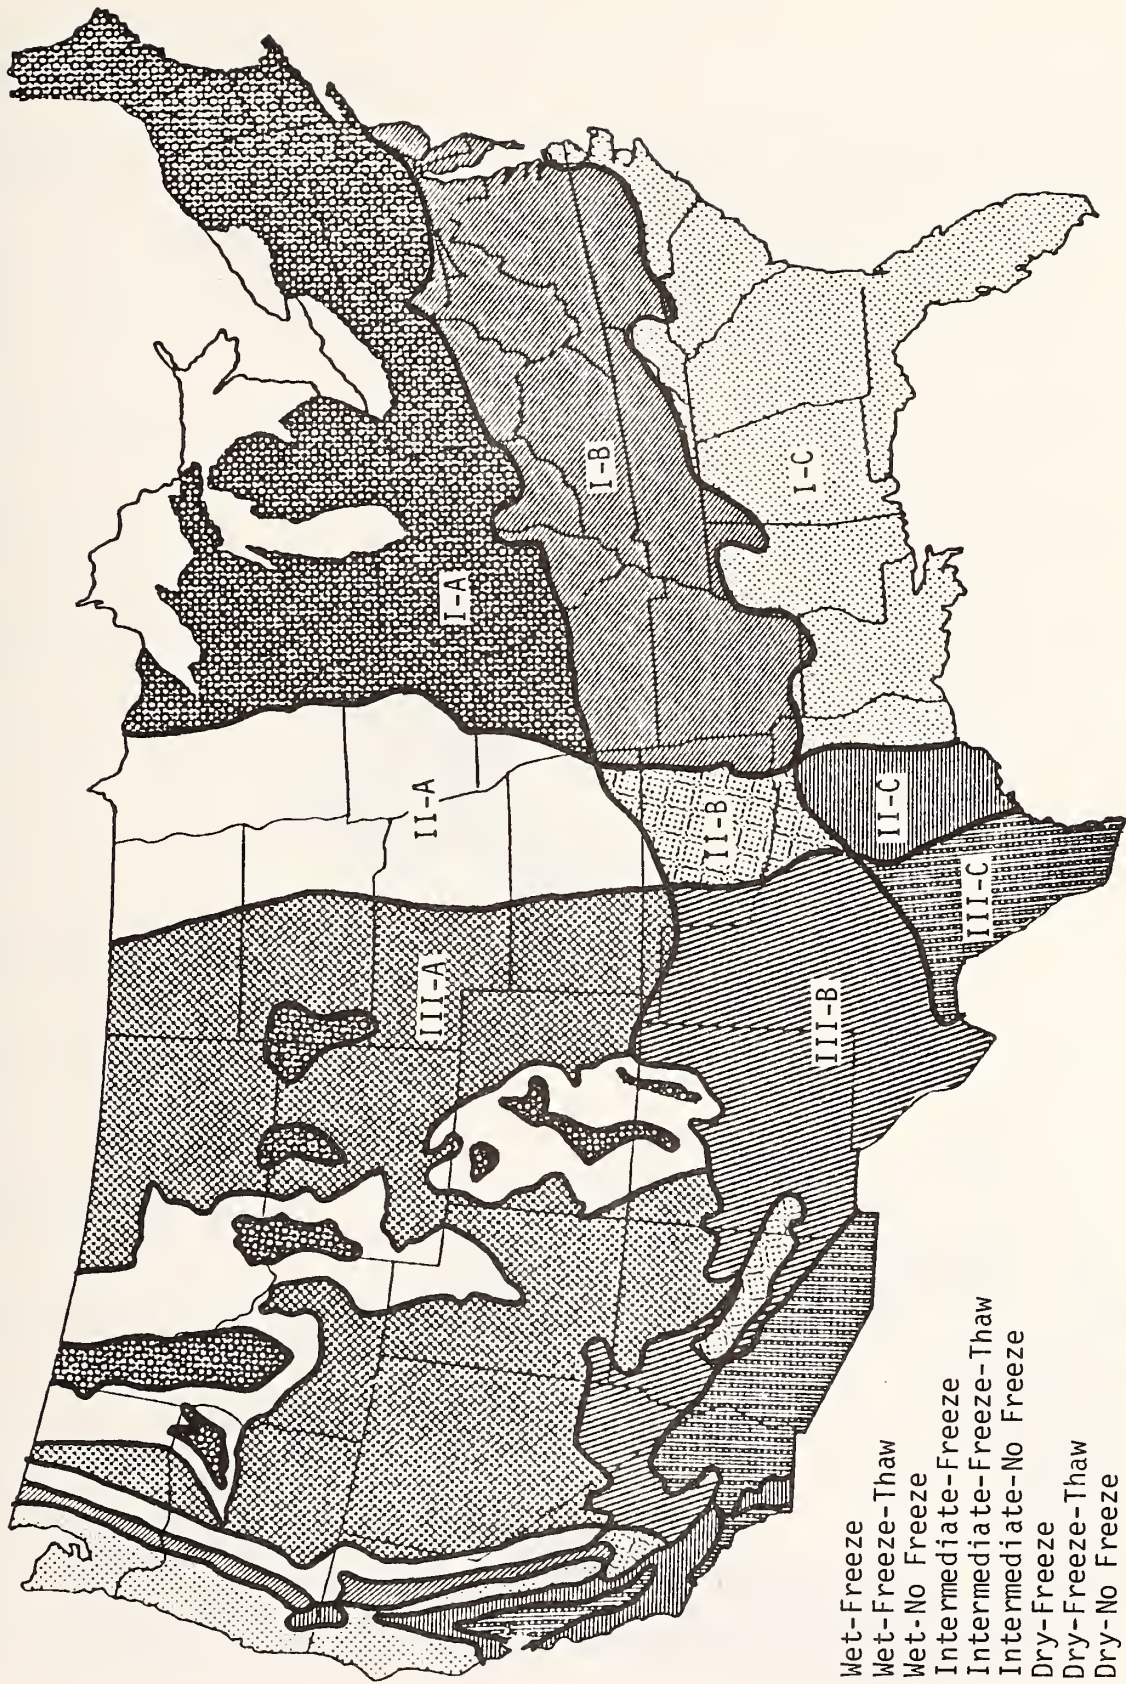 I-A
I-B
I-C
II-A
II-B
II-C
III-A
III-B
III-C
Wet-Freeze
Wet-Freeze-Thaw
Wet-No Freeze
Intermediate-Freeze
Intermediate-Freeze-Thaw
Intermediate-No Freeze
Dry-Freeze
Dry-Freeze-Thaw
Dry-No Freeze